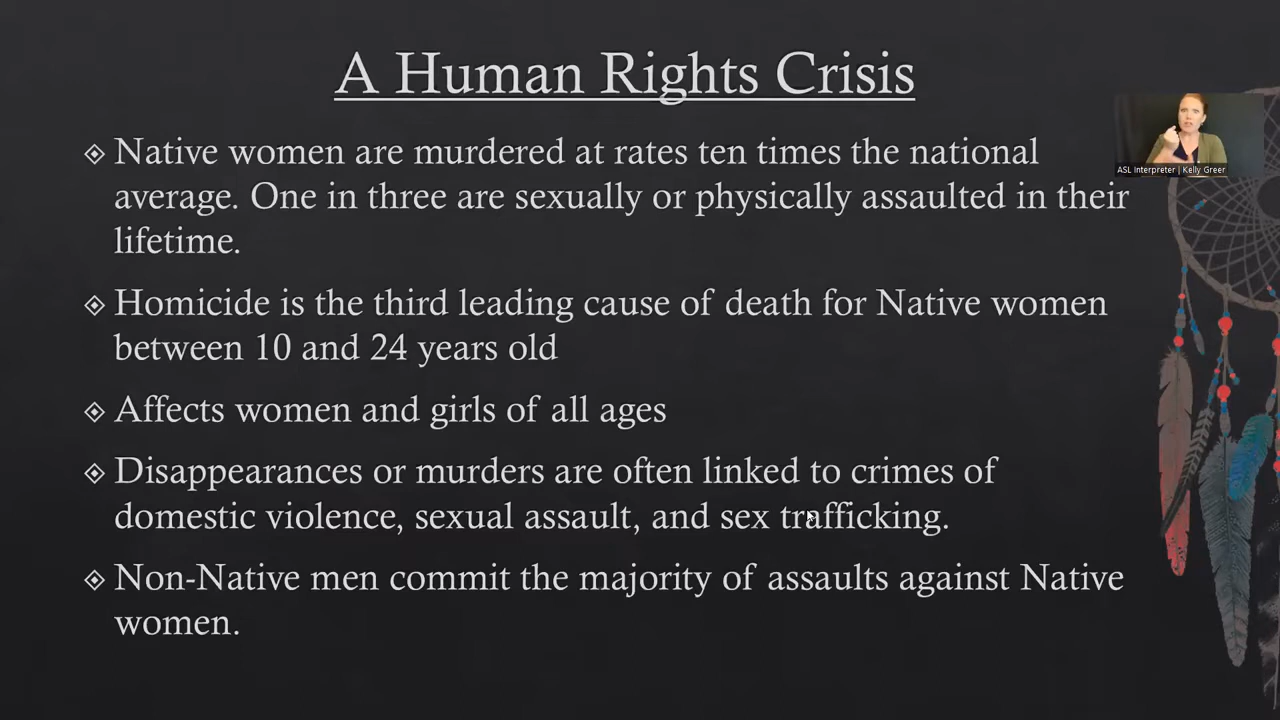 A Human Rights Crisis
Native women are murdered at rates ten times the national
average. One in three are sexually or physically assaulted in their
lifetime.
Homicide is the third leading cause of death for Native women
between 10 and 24 years old
Affects women and girls of all ages
Disappearances or murders are often linked to crimes of
domestic violence, sexual assault, and sex trafficking.
Non-Native men commit the majority of assaults against Native
women.
ASL Interpreter | Kelly Greer